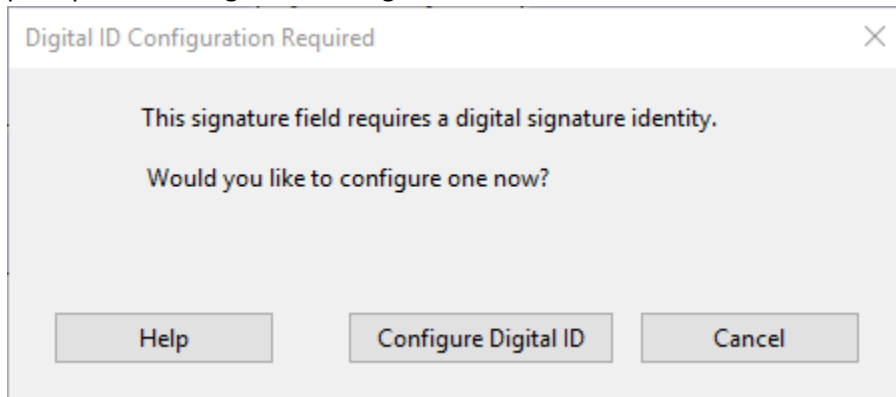 Digital ID Configuration Required
This signature field requires a digital signature identity.
Would you like to configure one now?
Help Configure Digital ID Cancel